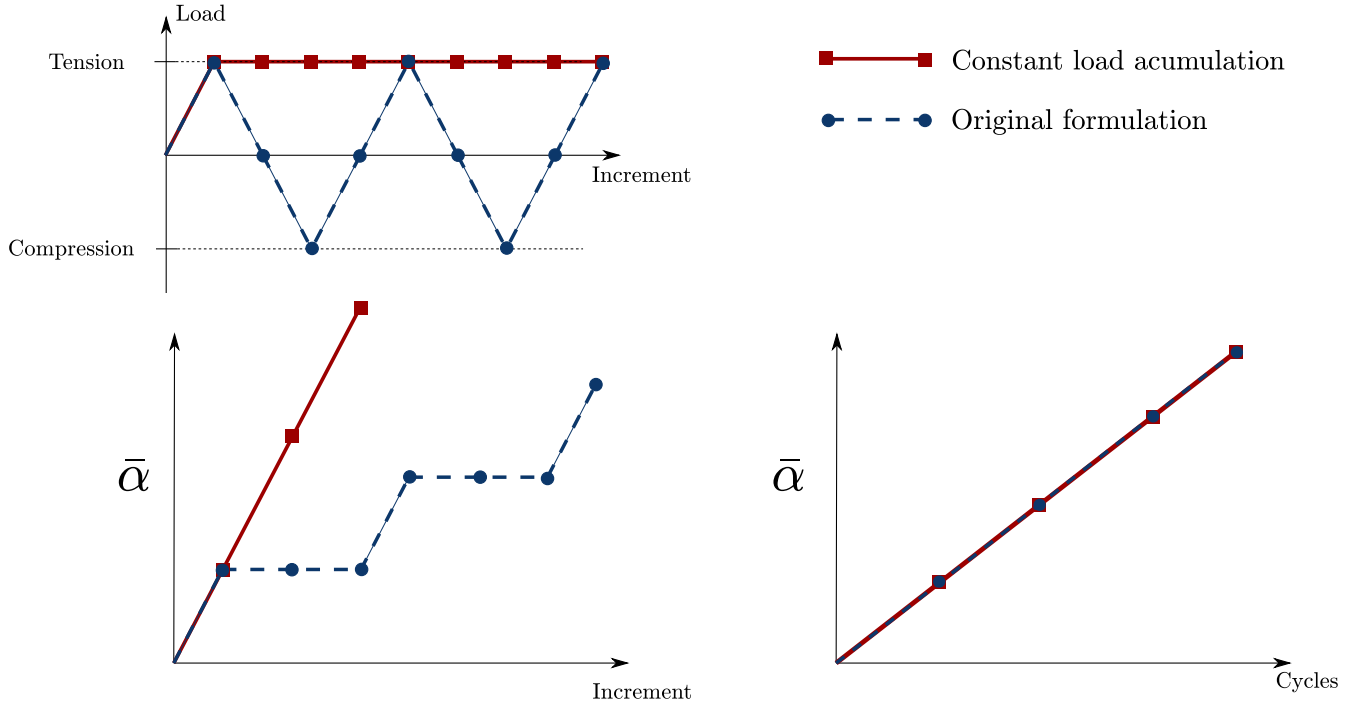 Load
Tension
Increment
Compression
Constant load acumulation
Original formulation
ᾱ
Increment
ᾱ
Cycles